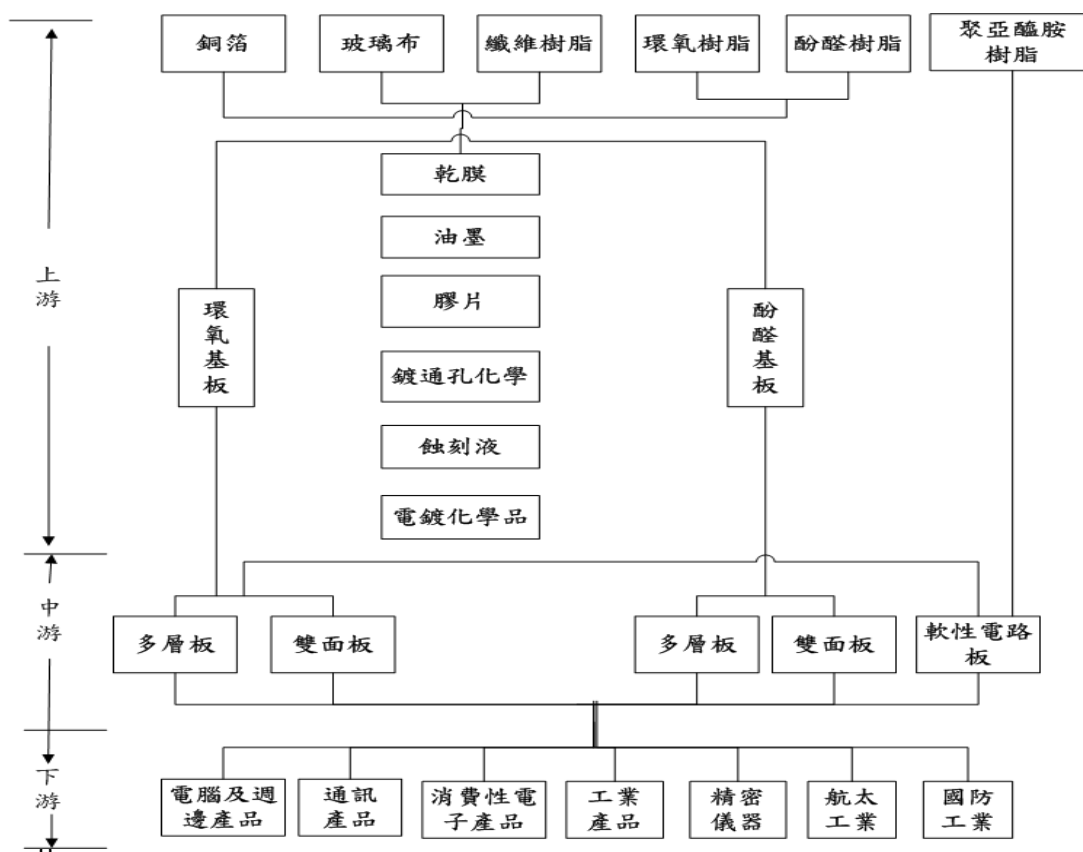 銅箔
玻璃布
纖維樹脂
環氧樹脂
酚醛樹脂
聚亞醯胺
樹脂
乾膜
油墨
膠片
鍍通孔化學
蝕刻液
電鍍化學品
環氧基板
酚醛基板
上游
中游
多層板
雙面板
多層板
雙面板
軟性電路
板
下游
電腦及週
邊產品
通訊
產品
消費性電
子產品
工業
產品
精密
儀器
航太
工業
國防
工業